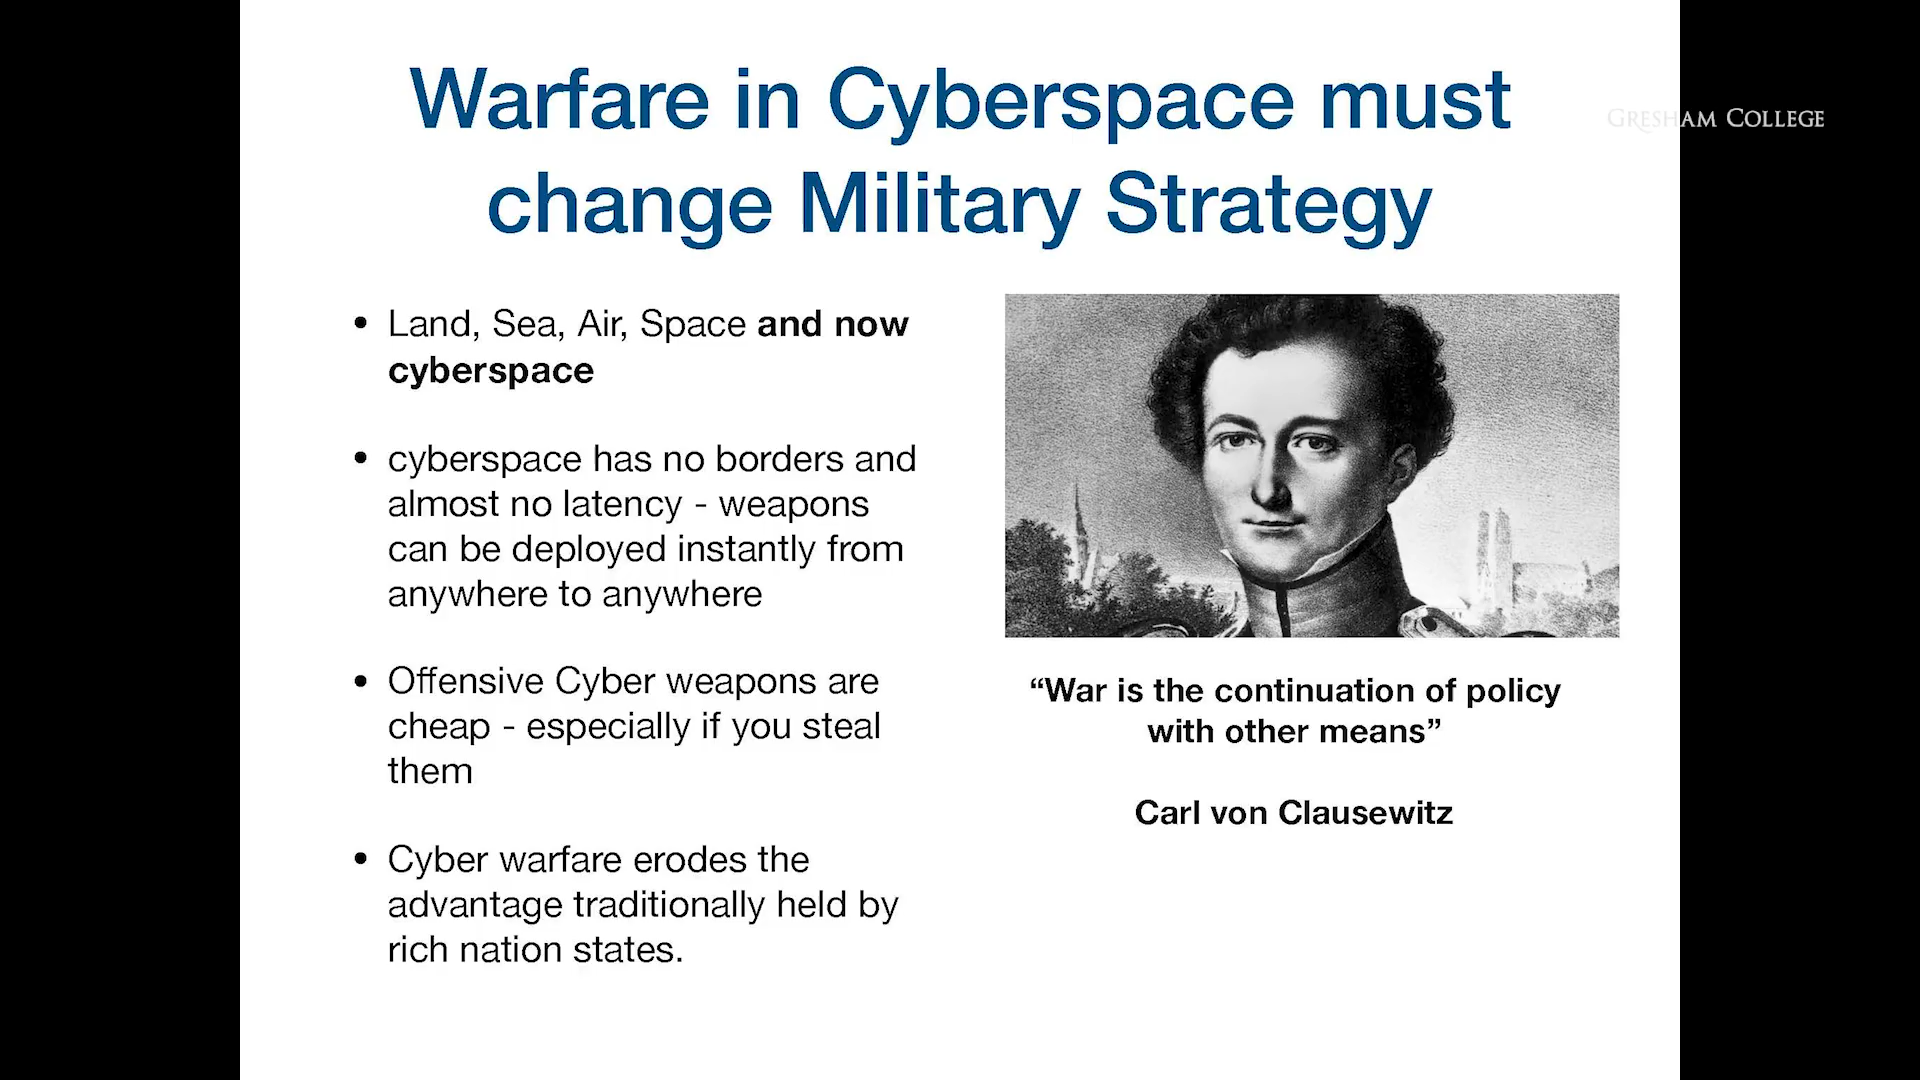 Warfare in Cyberspace must
change Military Strategy
GRESHAM COLLEGE
• Land, Sea, Air, Space and now
cyberspace
• cyberspace has no borders and
almost no latency - weapons
can be deployed instantly from
anywhere to anywhere
• Offensive Cyber weapons are
cheap - especially if you steal
them
• Cyber warfare erodes the
advantage traditionally held by
rich nation states.
“War is the continuation of policy
with other means”
Carl von Clausewitz